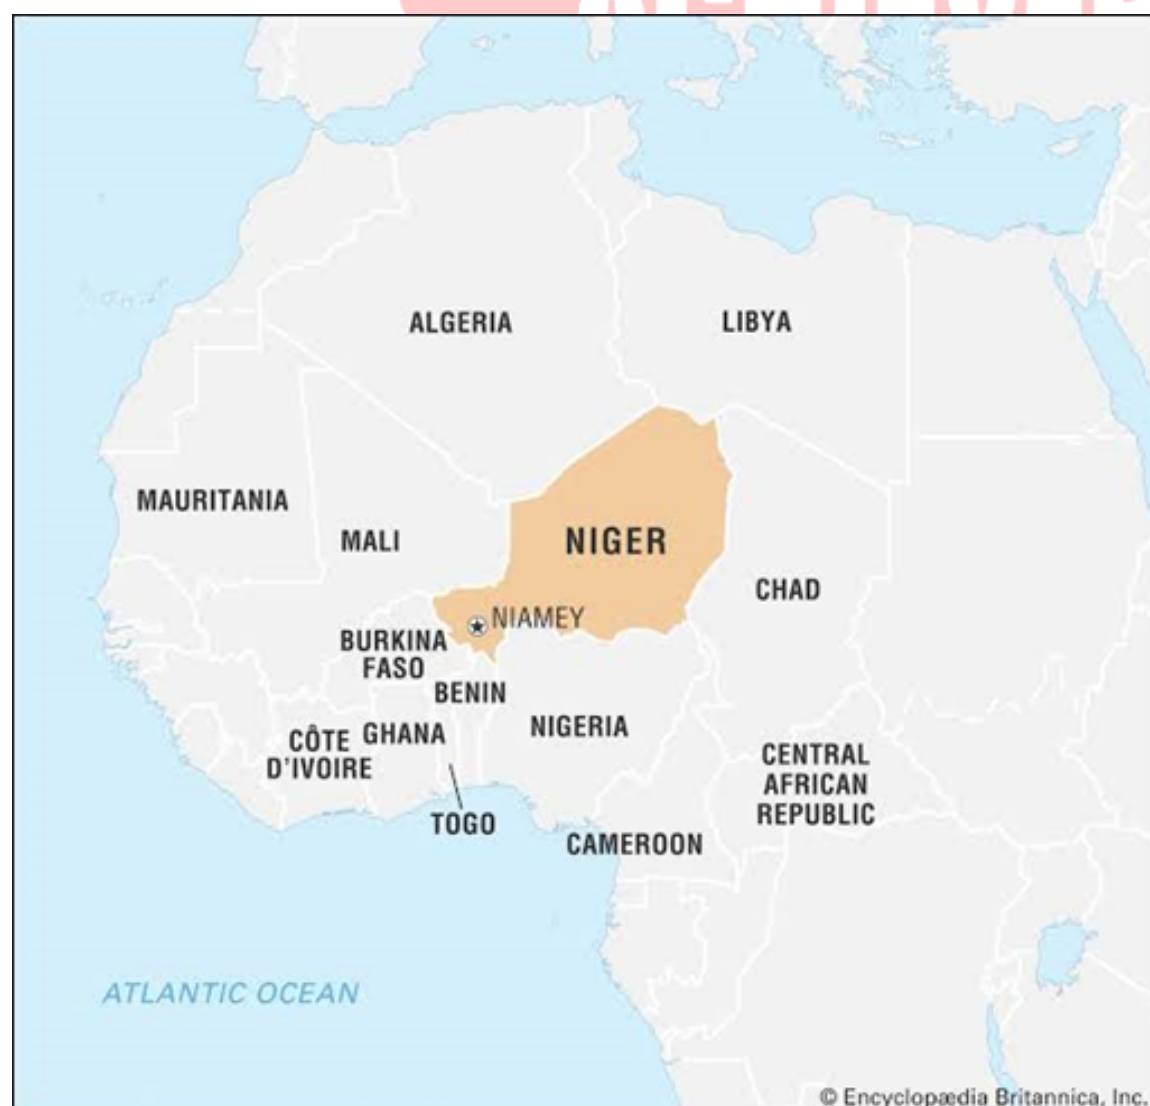 ALGERIA
LIBYA
MAURITANIA
MALI
NIGER
CHAD
NIAMEY
BURKINA
FASO
BENIN
NIGERIA
CÔTE
D'IVOIRE
GHANA
TOGO
CENTRAL
AFRICAN
REPUBLIC
CAMEROON
ATLANTIC OCEAN
© Encyclopædia Britannica, Inc.